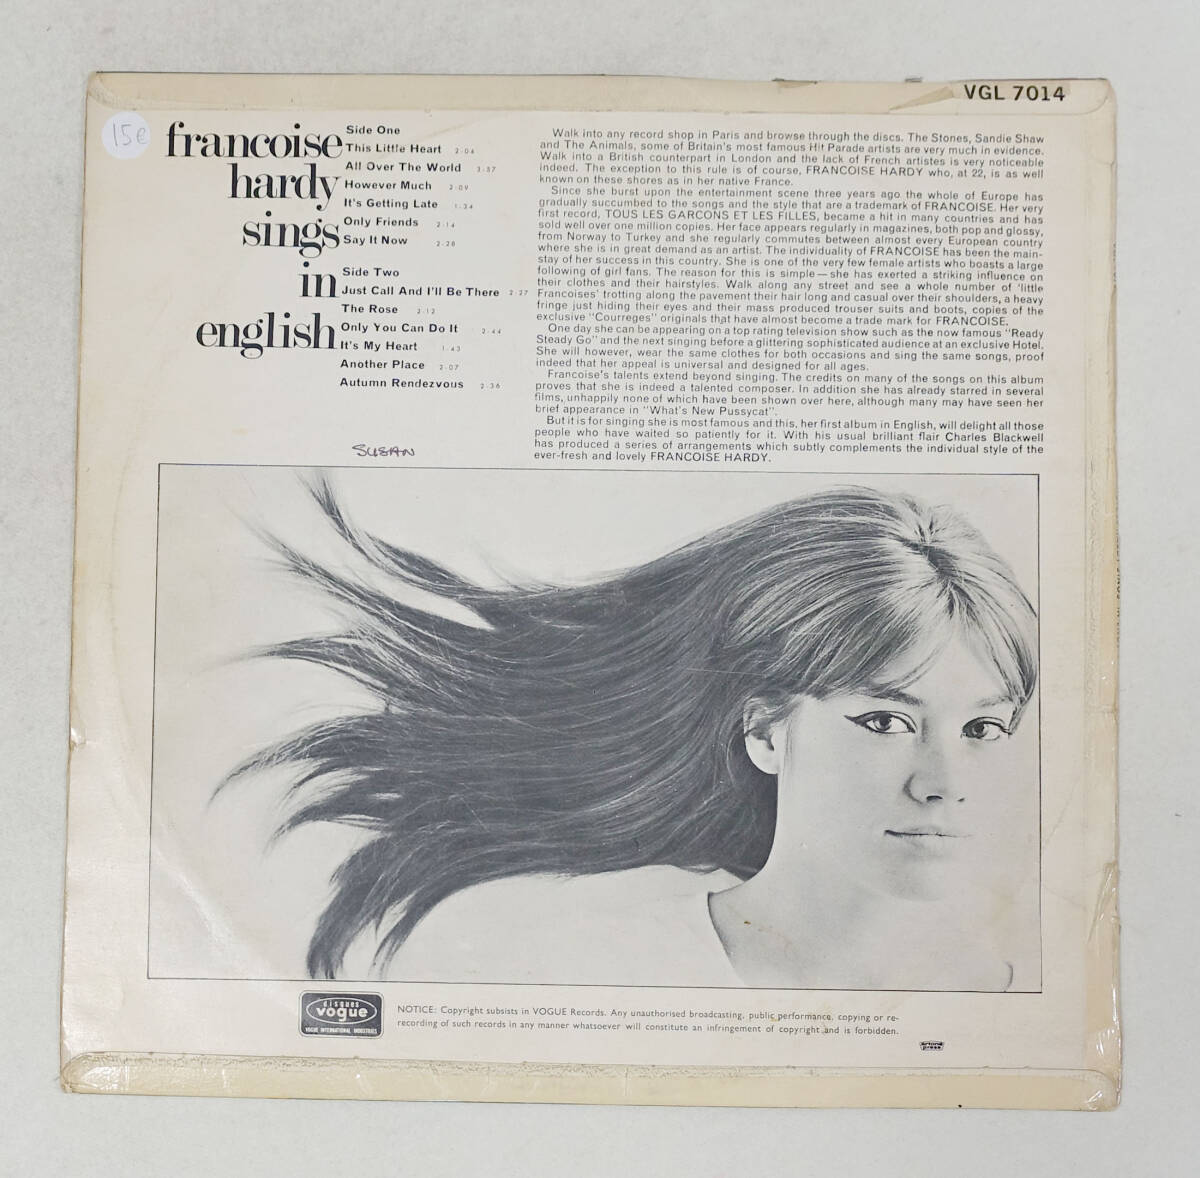 VGL 7014
15€
francoise
hardy
sings
in
english
Side One
This Little Heart 2·04
All Over The World
However Much 2·09
It's Getting Late 1·34
Only Friends 2·14
Say It Now 2·28
Side Two
Just Call And I'll Be There 2·27
The Rose 2·12
Only You Can Do It 2·44
It's My Heart 1·43
Another Place 2·07
Autumn Rendezvous 2·36
SUSAN
Walk into any record shop in Paris and browse through the discs. The Stones, Sandie Shaw
and The Animals, some of Britain's most famous Hit Parade artists are very much in evidence.
Walk into a British counterpart in London and the lack of French artistes is very noticeable
indeed. The exception to this rule is of course, FRANCOISE HARDY who, at 22, is as well
known on these shores as in her native France.
Since she burst upon the entertainment scene three years ago the whole of Europe has
gradually succumbed to the songs and the style that are a trademark of FRANCOISE. Her very
first record, TOUS LES GARCONS ET LES FILLES, became a hit in many countries and has
sold well over one million copies. Her face appears regularly in magazines, both pop and glossy,
from Norway to Turkey and she regularly commutes between almost every European country
where she is in great demand as an artist. The individuality of FRANCOISE has been the main-
stay of her success in this country. She is one of the very few female artists who boasts a large
following of girl fans. The reason for this is simple — she has exerted a striking influence on
their clothes and their hairstyles. Walk along any street and see a whole number of 'little
Francoises' trotting along the pavement their hair long and casual over their shoulders, a heavy
fringe just hiding their eyes and their mass produced trouser suits and boots, copies of the
exclusive "Courreges" originals that have almost become a trade mark for FRANCOISE.
One day she can be appearing on a top rating television show such as the now famous "Ready
Steady Go" and the next singing before a glittering sophisticated audience at an exclusive Hotel.
She will however, wear the same clothes for both occasions and sing the same songs, proof
indeed that her appeal is universal and designed for all ages.
Francoise's talents extend beyond singing. The credits on many of the songs on this album
proves that she is indeed a talented composer. In addition she has already starred in several
films, unhappily none of which have been shown over here, although many may have seen her
brief appearance in "What's New Pussycat".
But it is for singing she is most famous and this, her first album in English, will delight all those
people who have waited so patiently for it. With his usual brilliant flair Charles Blackwell
has produced a series of arrangements which subtly complements the individual style of the
ever-fresh and lovely FRANCOISE HARDY.
disques
vogue
VOGUE INTERNATIONAL INDUSTRIES
NOTICE: Copyright subsists in VOGUE Records. Any unauthorised broadcasting, public performance, copying or re-
recording of such records in any manner whatsoever will constitute an infringement of copyright and is forbidden.
artone
press